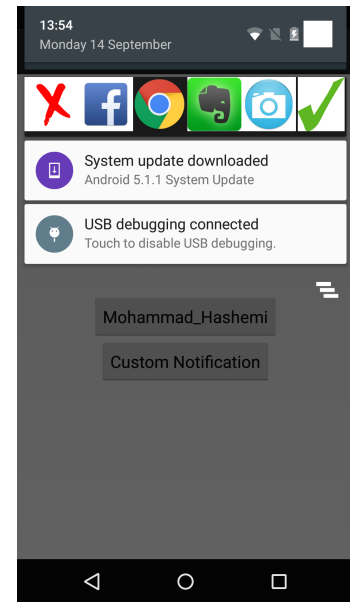 13:54
Monday 14 September
System update downloaded
Android 5.1.1 System Update
USB debugging connected
Touch to disable USB debugging.
Mohammad_Hashemi
Custom Notification